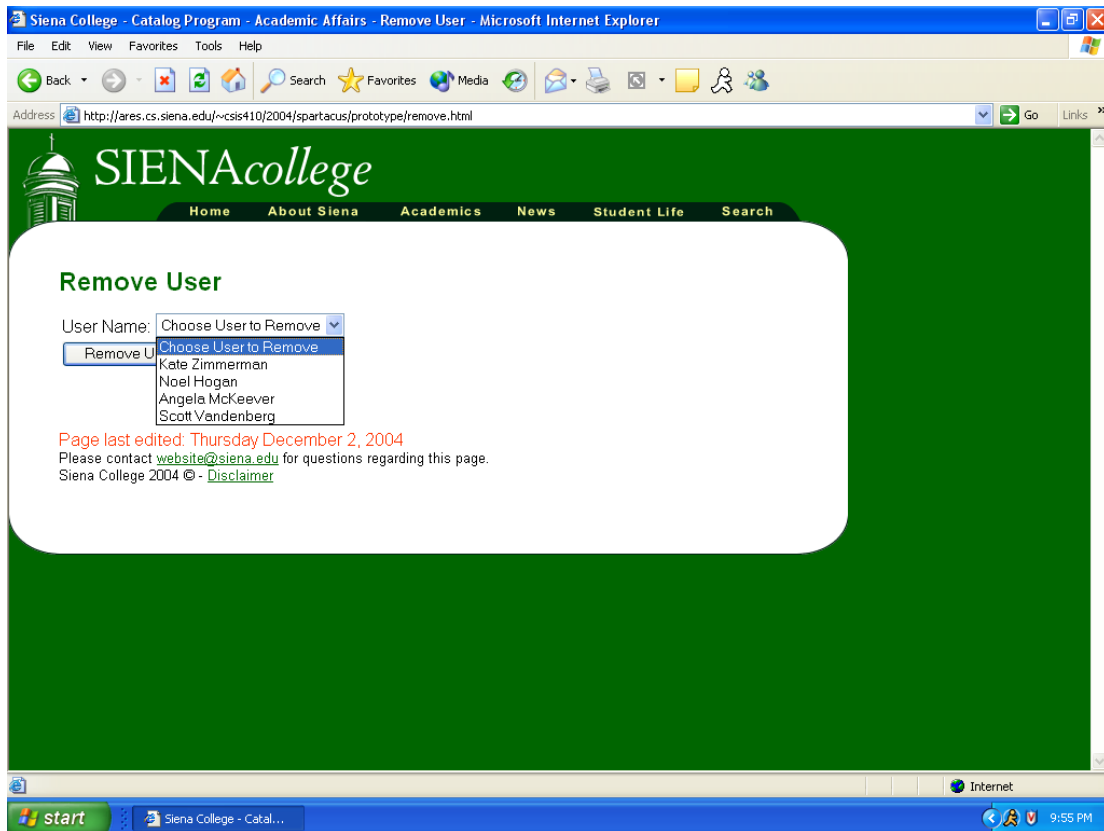 Siena College - Catalog Program - Academic Affairs - Remove User - Microsoft Internet Explorer
File Edit View Favorites Tools Help
Back Search Favorites Media
Address http://ares.cs.siena.edu/~csis410/2004/spartacus/prototype/remove.html Go Links »
SIENAcollege
Home About Siena Academics News Student Life Search
Remove User
User Name: Choose User to Remove
Choose User to Remove
Remove U
Kate Zimmerman
Noel Hogan
Angela McKeever
Scott Vandenberg
Page last edited: Thursday December 2, 2004
Please contact website@siena.edu for questions regarding this page.
Siena College 2004 © - Disclaimer
Internet
start Siena College - Catal... 9:55 PM